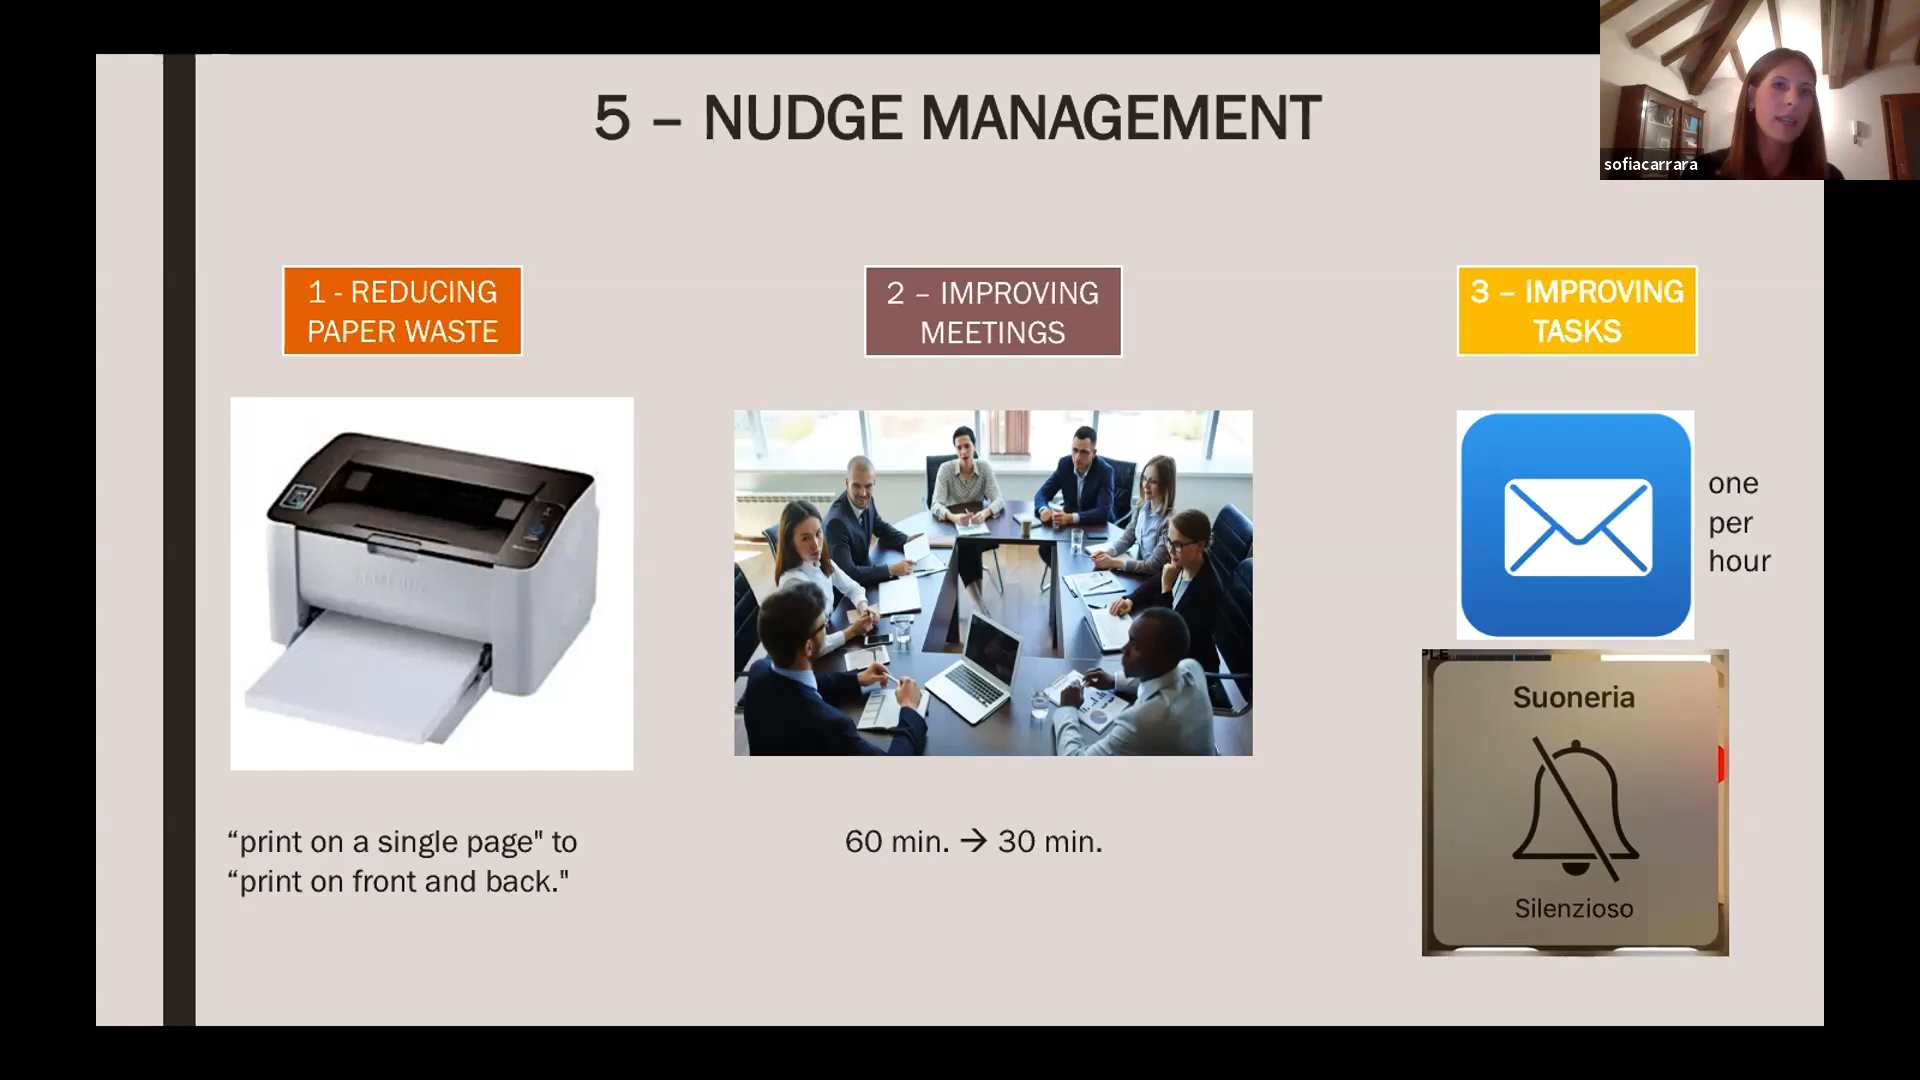 5 – NUDGE MANAGEMENT
sofiacarrara
1 - REDUCING
PAPER WASTE
2 – IMPROVING
MEETINGS
3 – IMPROVING
TASKS
one
per
hour
Suoneria
Silenzioso
“print on a single page" to
“print on front and back."
60 min. → 30 min.